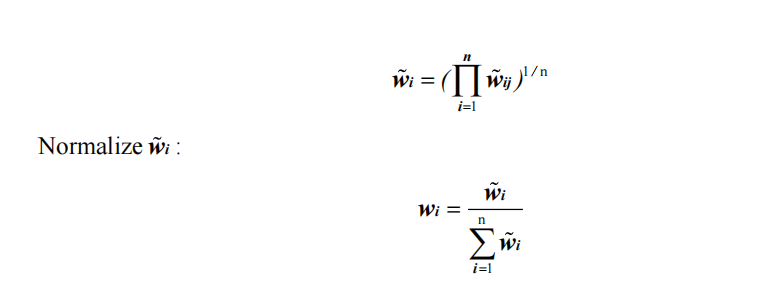 w̃i = (∏_{i=1}^{n} w̃ij)^{1/n}
Normalize w̃i :
wi = w̃i / ∑_{i=1}^{n} w̃i